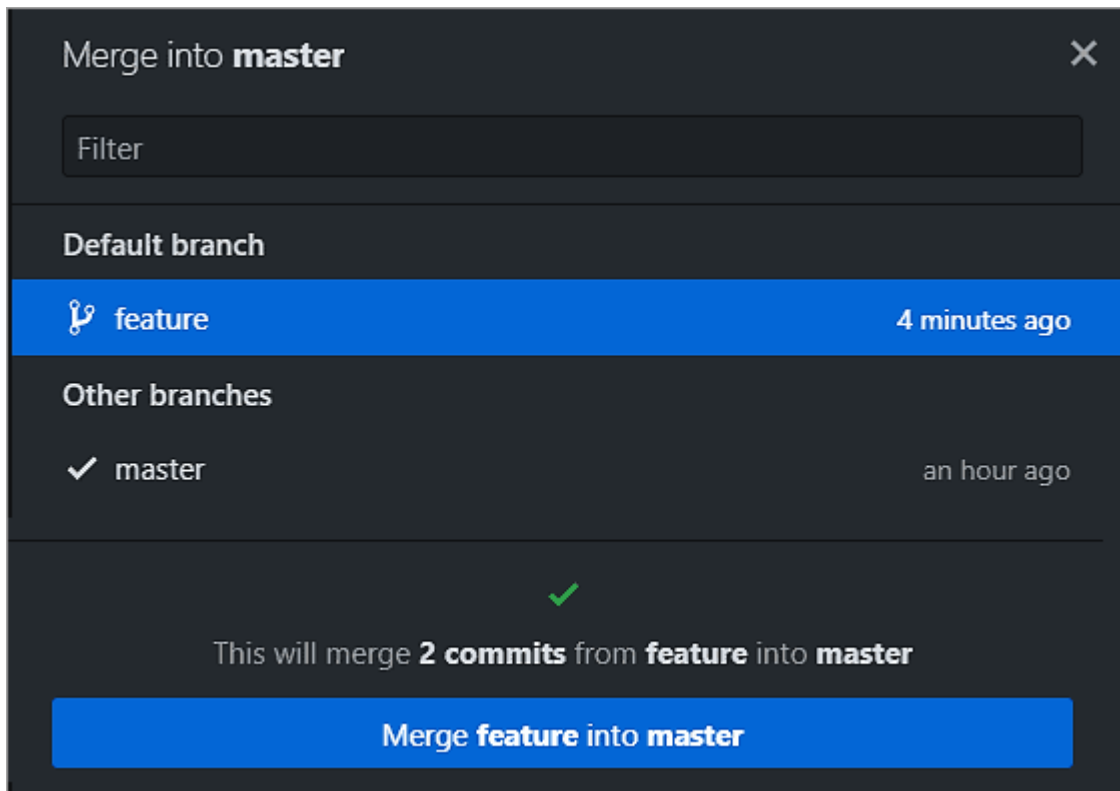 Merge into master
Filter
Default branch
feature 4 minutes ago
Other branches
master an hour ago
This will merge 2 commits from feature into master
Merge feature into master